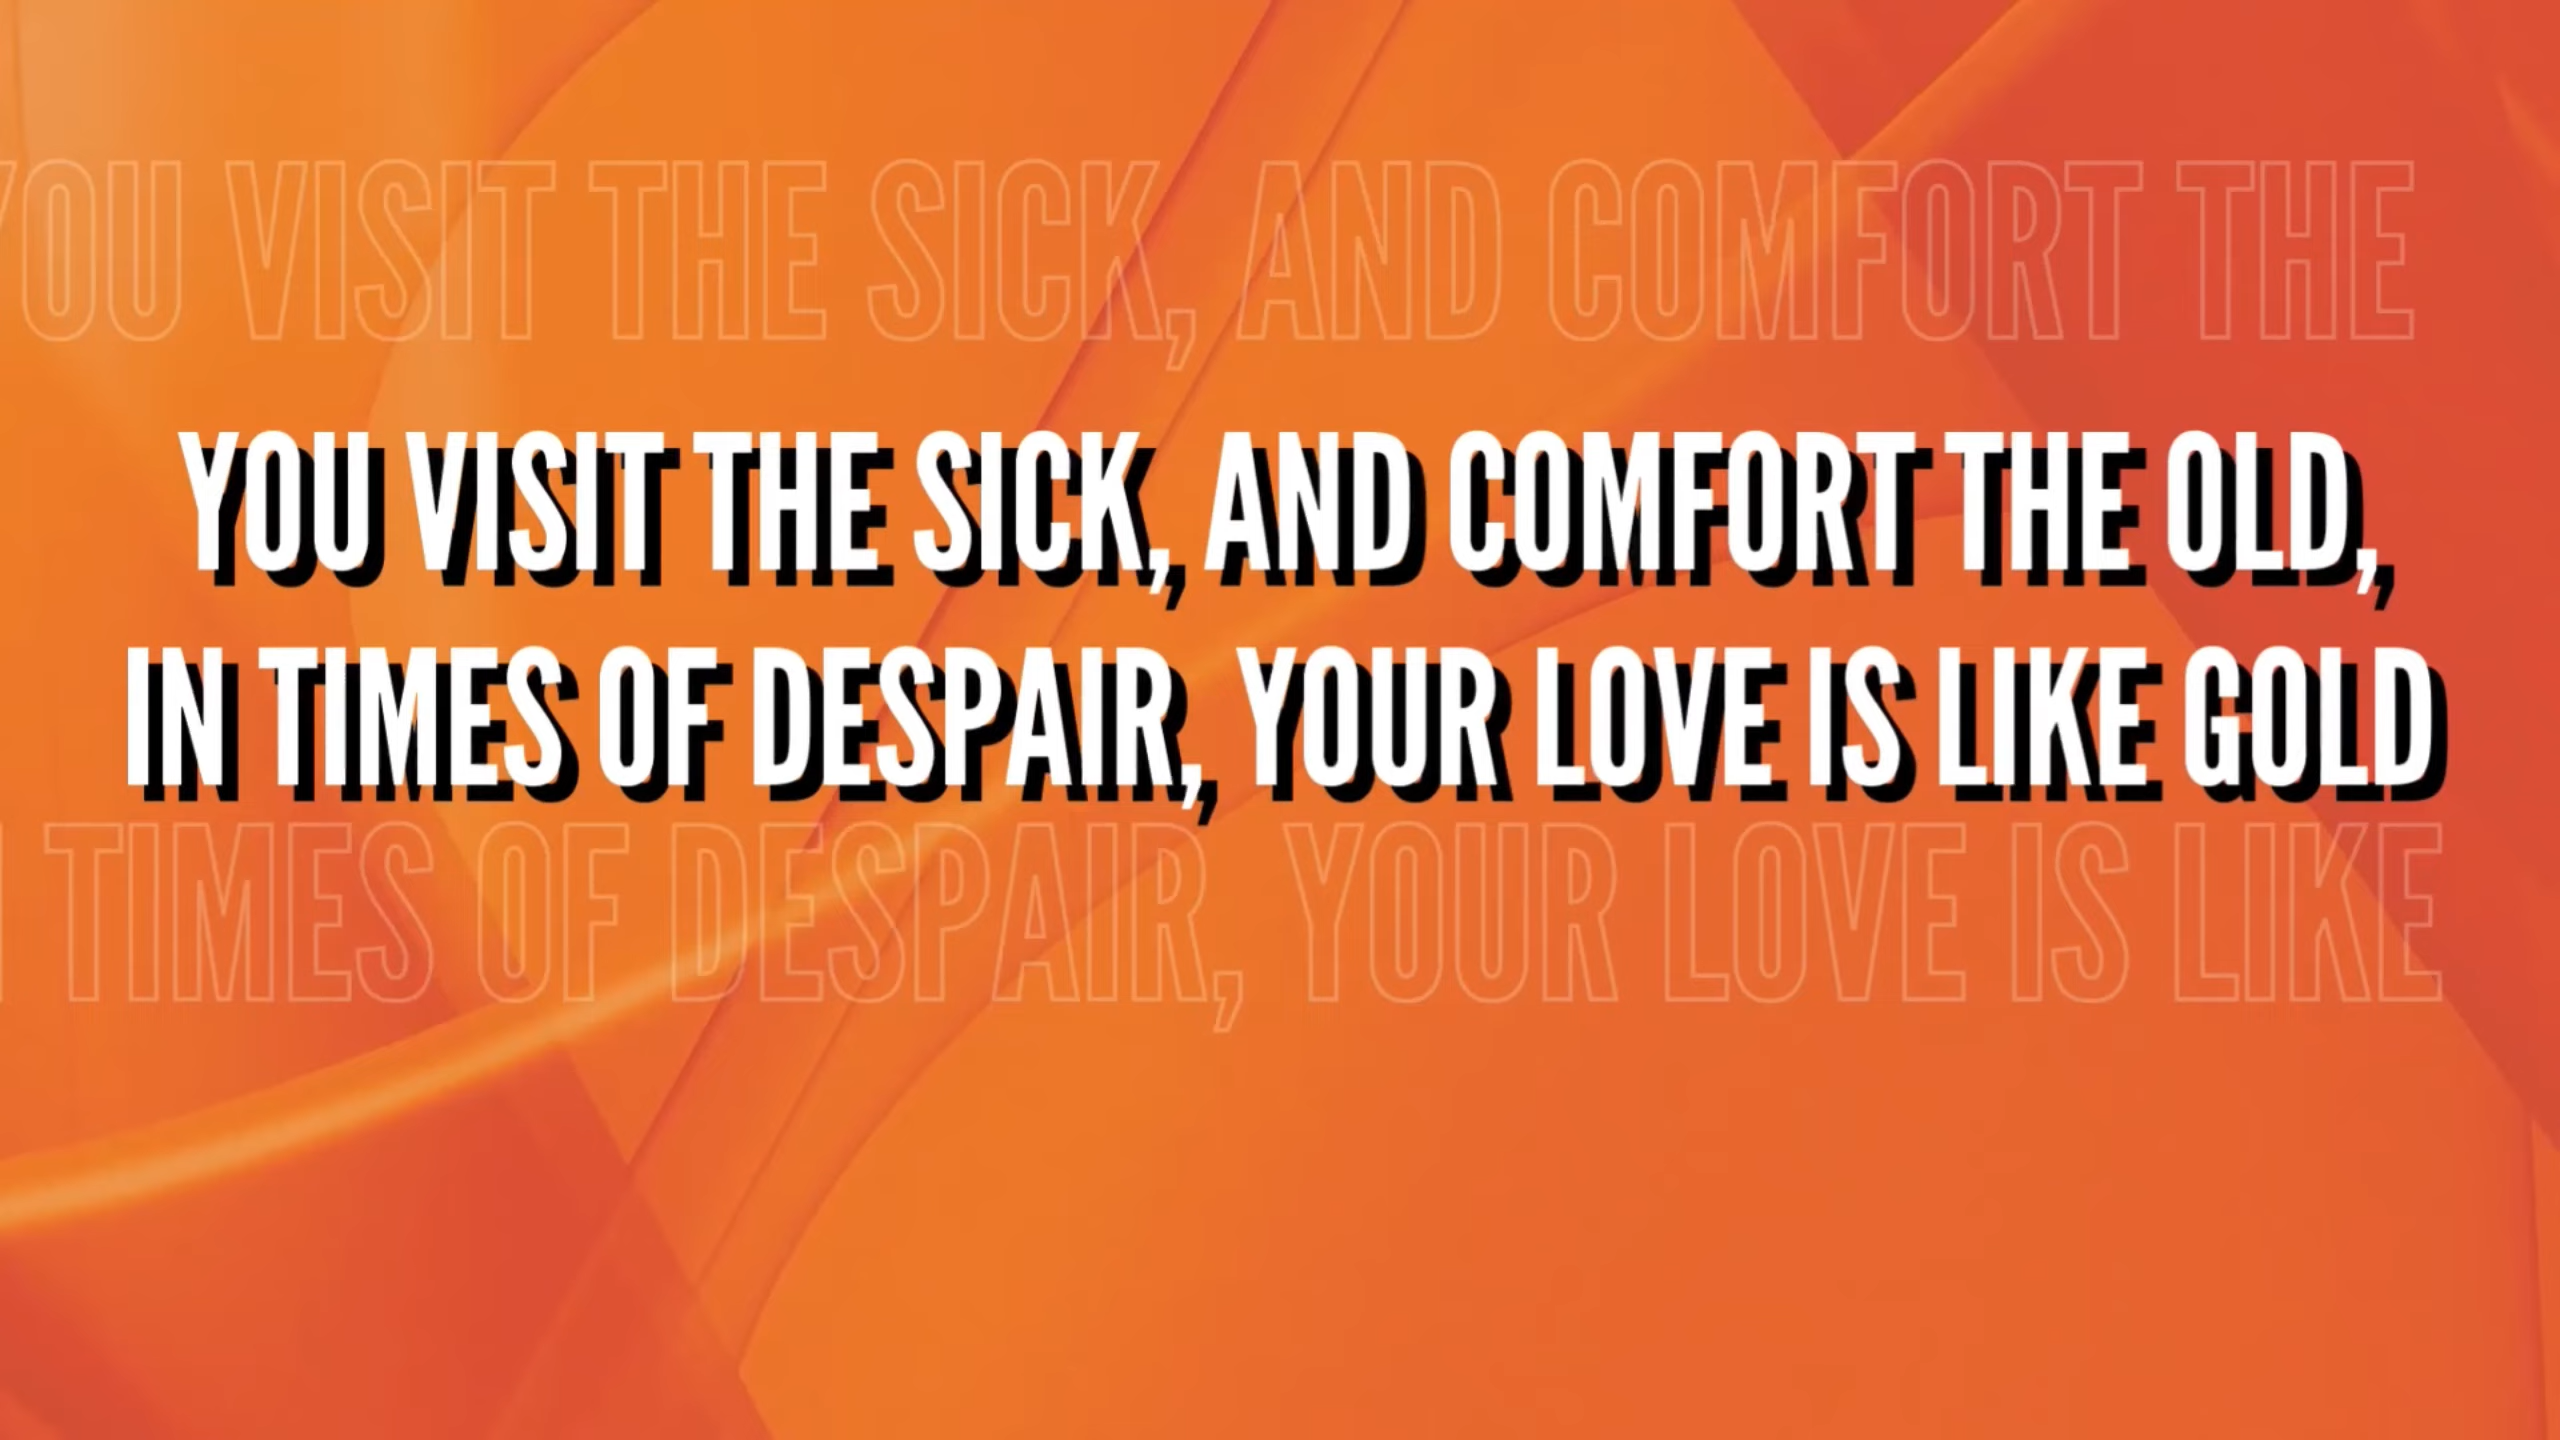 YOU VISIT THE SICK, AND COMFORT THE
YOU VISIT THE SICK, AND COMFORT THE OLD,
IN TIMES OF DESPAIR, YOUR LOVE IS LIKE GOLD
TIMES OF DESPAIR, YOUR LOVE IS LIKE